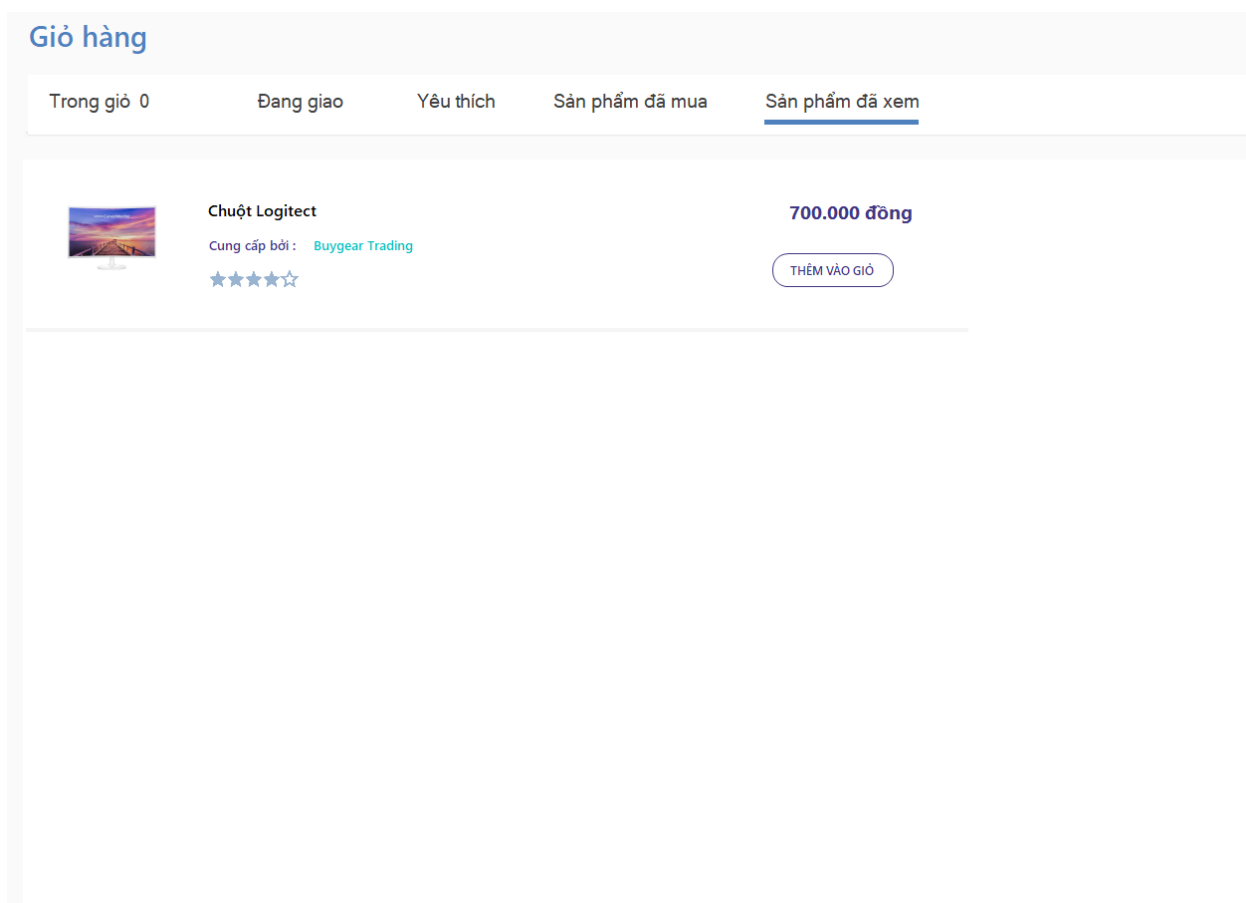 Giỏ hàng
Trong giỏ 0 Đang giao Yêu thích Sản phẩm đã mua Sản phẩm đã xem
Chuột Logitect 700.000 đồng
Cung cấp bởi : Buygear Trading
THÊM VÀO GIỎ